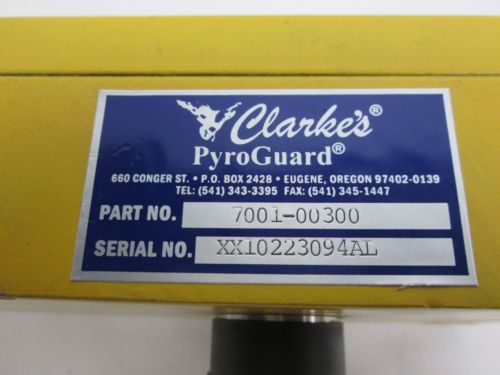 Clarke's®
PyroGuard®
660 CONGER ST. • P.O. BOX 2428 • EUGENE, OREGON 97402-0139
TEL: (541) 343-3395 FAX: (541) 345-1447
PART NO. 7001-00300
SERIAL NO. XX10223094AL